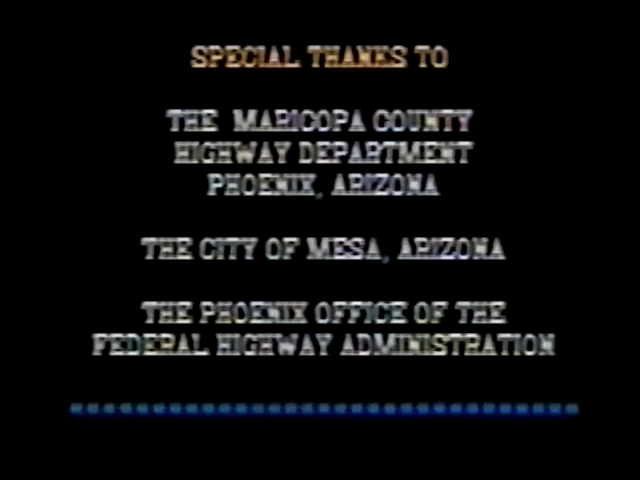 SPECIAL THANKS TO
THE MARICOPA COUNTY
HIGHWAY DEPARTMENT
PHOENIX, ARIZONA
THE CITY OF MESA, ARIZONA
THE PHOENIX OFFICE OF THE
FEDERAL HIGHWAY ADMINISTRATION